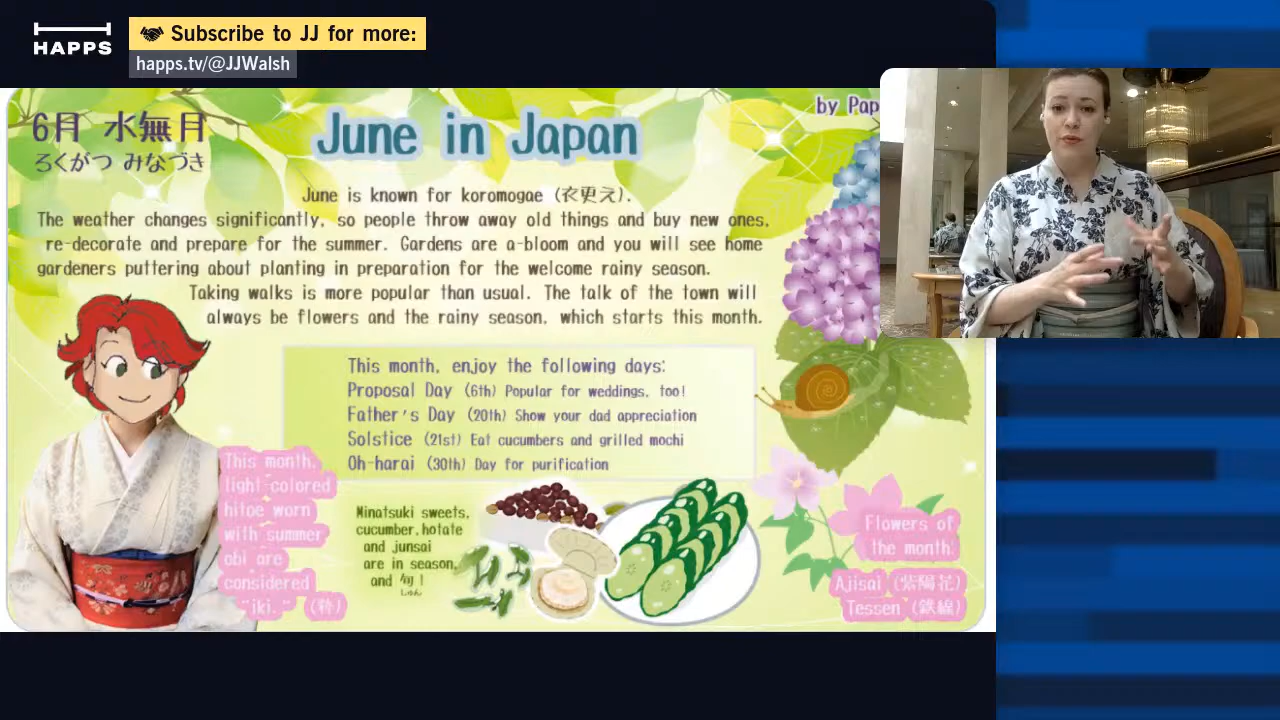 HAPPS
Subscribe to JJ for more:
happs.tv/@JJWalsh
by Pap
6月 水無月
ろくがつ みなづき
June in Japan
June is known for koromogae (衣更え).
The weather changes significantly, so people throw away old things and buy new ones,
re-decorate and prepare for the summer. Gardens are a-bloom and you will see home
gardeners puttering about planting in preparation for the welcome rainy season.
Taking walks is more popular than usual. The talk of the town will
always be flowers and the rainy season, which starts this month.
This month, enjoy the following days:
Proposal Day (6th) Popular for weddings, too!
Father's Day (20th) Show your dad appreciation
Solstice (21st) Eat cucumbers and grilled mochi
Oh-harai (30th) Day for purification
This month,
light-colored
hitoe worn
with summer
obi are
considered
"iki." (粋)
Minatsuki sweets,
cucumber, hotate
and junsai
are in season,
and 旬!
しゅん
Flowers of
the month:
Ajisai (紫陽花)
Tessen (鉄線)